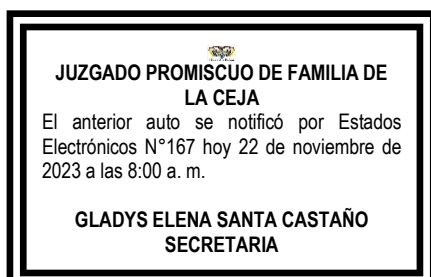 JUZGADO PROMISCUO DE FAMILIA DE
LA CEJA
El anterior auto se notificó por Estados
Electrónicos N°167 hoy 22 de noviembre de
2023 a las 8:00 a. m.
GLADYS ELENA SANTA CASTAÑO
SECRETARIA